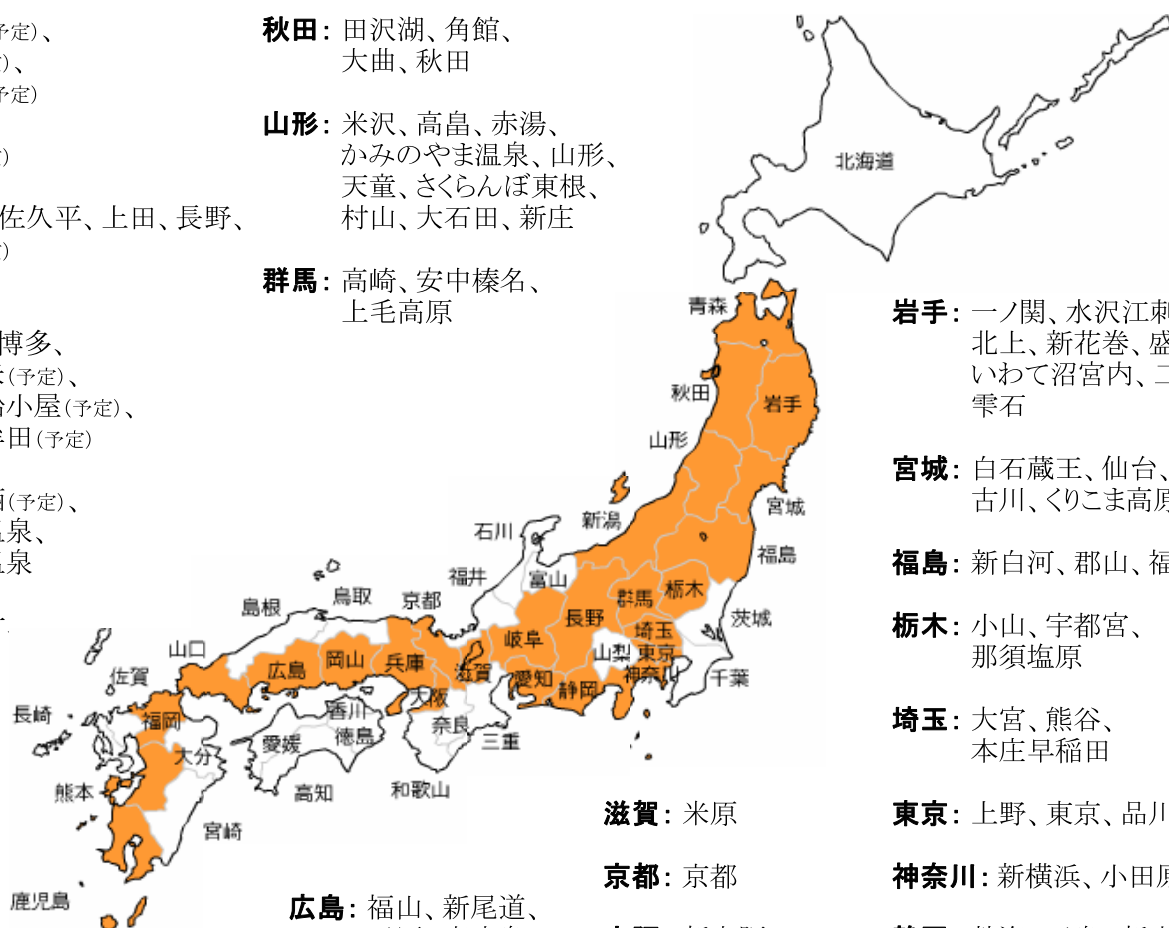 予定)、
)、
予定)
)
佐久平、上田、長野、
)
博多、
(予定)、
小屋(予定)、
田(予定)
(予定)、
泉、
泉
秋田: 田沢湖、角館、
大曲、秋田
山形: 米沢、高畠、赤湯、
かみのやま温泉、山形、
天童、さくらんぼ東根、
村山、大石田、新庄
群馬: 高崎、安中榛名、
上毛高原
北海道
青森
秋田
岩手
山形
宮城
新潟
石川
福島
福井
富山
栃木
群馬
鳥取
京都
島根
長野
茨城
埼玉
岐阜
山口
山梨
東京
岡山
兵庫
広島
滋賀
神奈川
千葉
佐賀
愛知
静岡
大阪
香川
長崎
福岡
奈良
徳島
愛媛
三重
大分
熊本
高知
和歌山
宮崎
鹿児島
岩手: 一ノ関、水沢江刺
北上、新花巻、盛
いわて沼宮内、二
雫石
宮城: 白石蔵王、仙台、
古川、くりこま高原
福島: 新白河、郡山、福
栃木: 小山、宇都宮、
那須塩原
埼玉: 大宮、熊谷、
本庄早稲田
東京: 上野、東京、品川
神奈川: 新横浜、小田原
滋賀: 米原
京都: 京都
広島: 福山、新尾道、